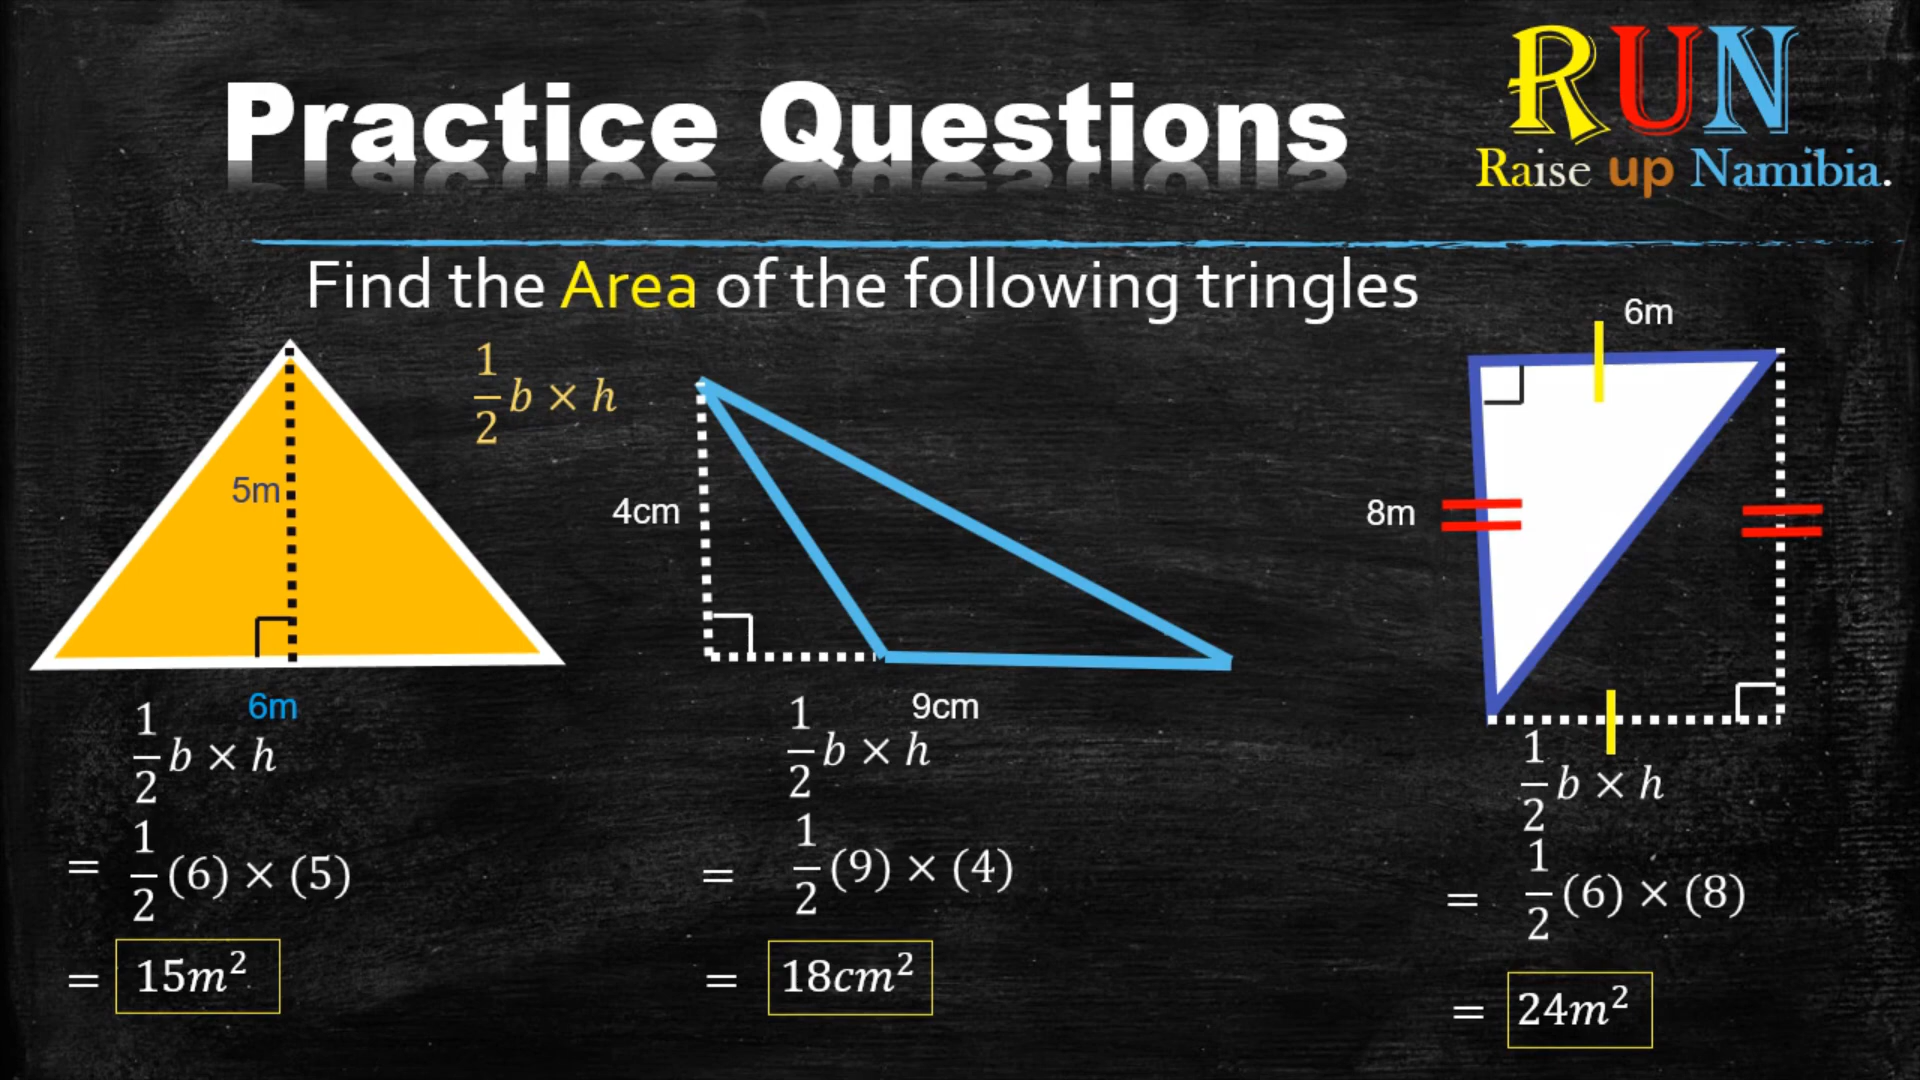 RUN
Raise up Namibia.
Practice Questions
Find the Area of the following tringles
5m
6m
1/2 b × h
= 1/2 (6) × (5)
= 15m²
1/2 b × h
4cm
9cm
1/2 b × h
= 1/2 (9) × (4)
= 18cm²
6m
8m
1/2 b × h
= 1/2 (6) × (8)
= 24m²